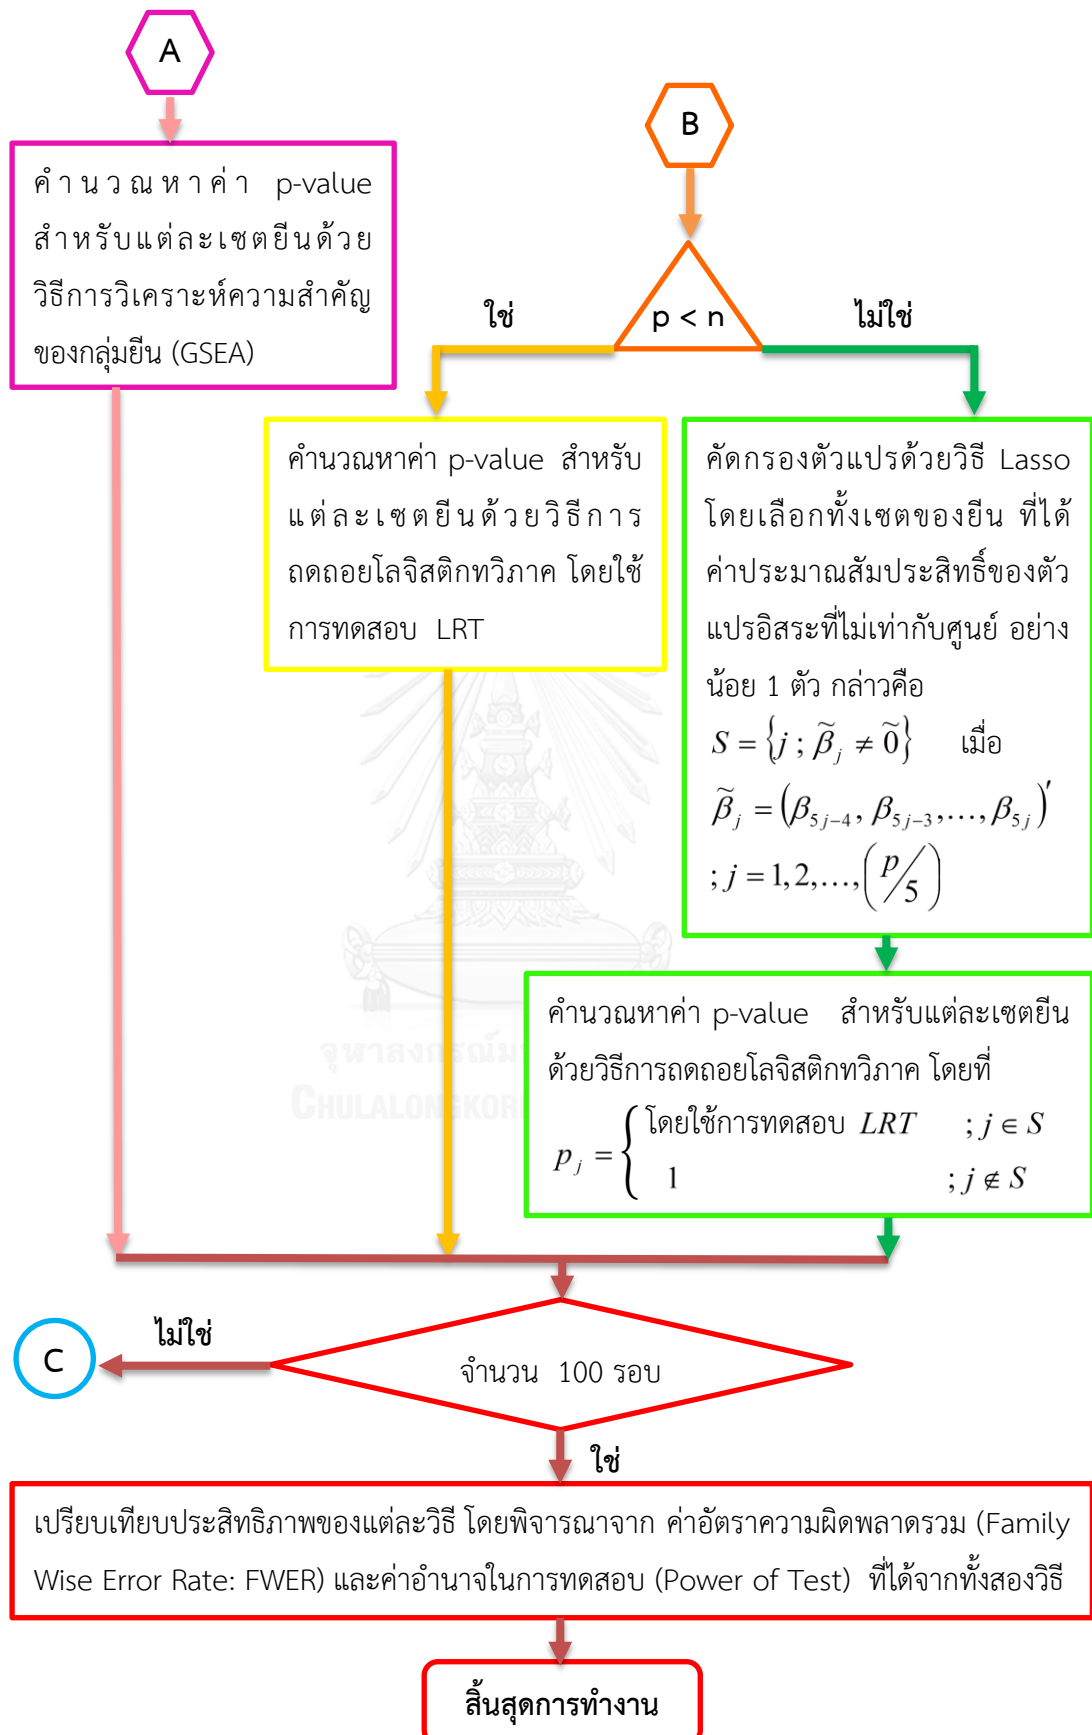 A
คำนวณหาค่า p-value
สำหรับแต่ละเซตยีนด้วย
วิธีการวิเคราะห์ความสำคัญ
ของกลุ่มยีน (GSEA)
B
p < n
ใช่
ไม่ใช่
คำนวณหาค่า p-value สำหรับ
แต่ละเซตยีนด้วยวิธีการ
ถดถอยโลจิสติกทวิภาค โดยใช้
การทดสอบ LRT
คัดกรองตัวแปรด้วยวิธี Lasso
โดยเลือกทั้งเซตของยีน ที่ได้
ค่าประมาณสัมประสิทธิ์ของตัว
แปรอิสระที่ไม่เท่ากับศูนย์ อย่าง
น้อย 1 ตัว กล่าวคือ
S = {j ; β̃_j ≠ 0̃} เมื่อ
β̃_j = (β_{5j−4}, β_{5j−3},..., β_{5j})′
; j = 1, 2,...,(p/5)
คำนวณหาค่า p-value สำหรับแต่ละเซตยีน
ด้วยวิธีการถดถอยโลจิสติกทวิภาค โดยที่
p_j = { โดยใช้การทดสอบ LRT ; j ∈ S
1 ; j ∉ S
จุฬาลงกรณ์ม
CHULALONGKOR
จำนวน 100 รอบ
ไม่ใช่
C
ใช่
เปรียบเทียบประสิทธิภาพของแต่ละวิธี โดยพิจารณาจาก ค่าอัตราความผิดพลาดรวม (Family
Wise Error Rate: FWER) และค่าอำนาจในการทดสอบ (Power of Test) ที่ได้จากทั้งสองวิธี
สิ้นสุดการทำงาน